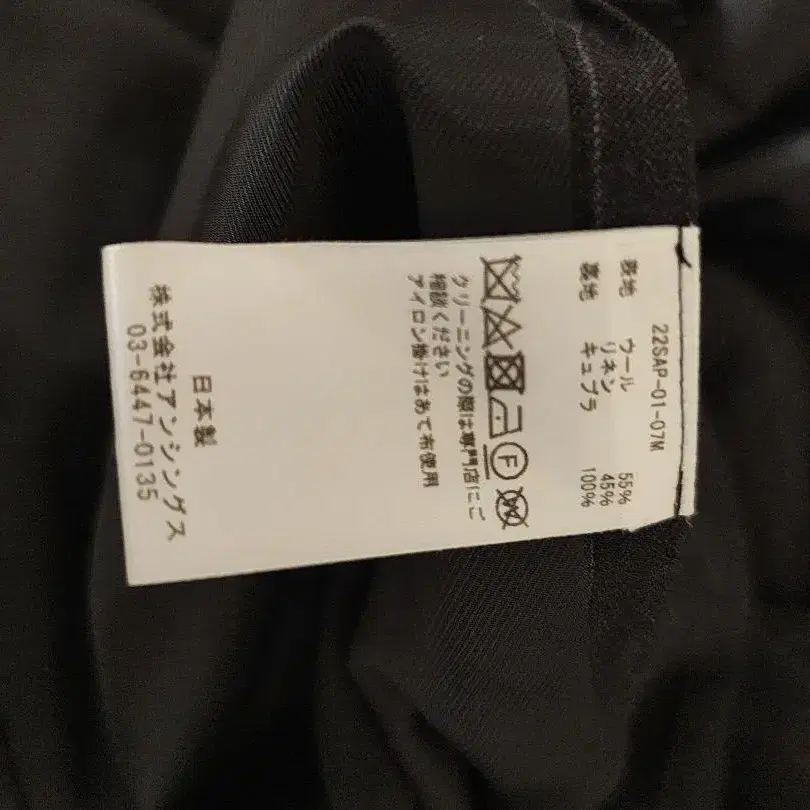 22SAP-01-07M
表地 ウール 55%
リネン 45%
裏地 キュプラ 100%
F W
クリーニングの際は専門店にご
相談ください
アイロン掛けはあて布使用
日本製
株式会社アンシングス
03-6447-0135